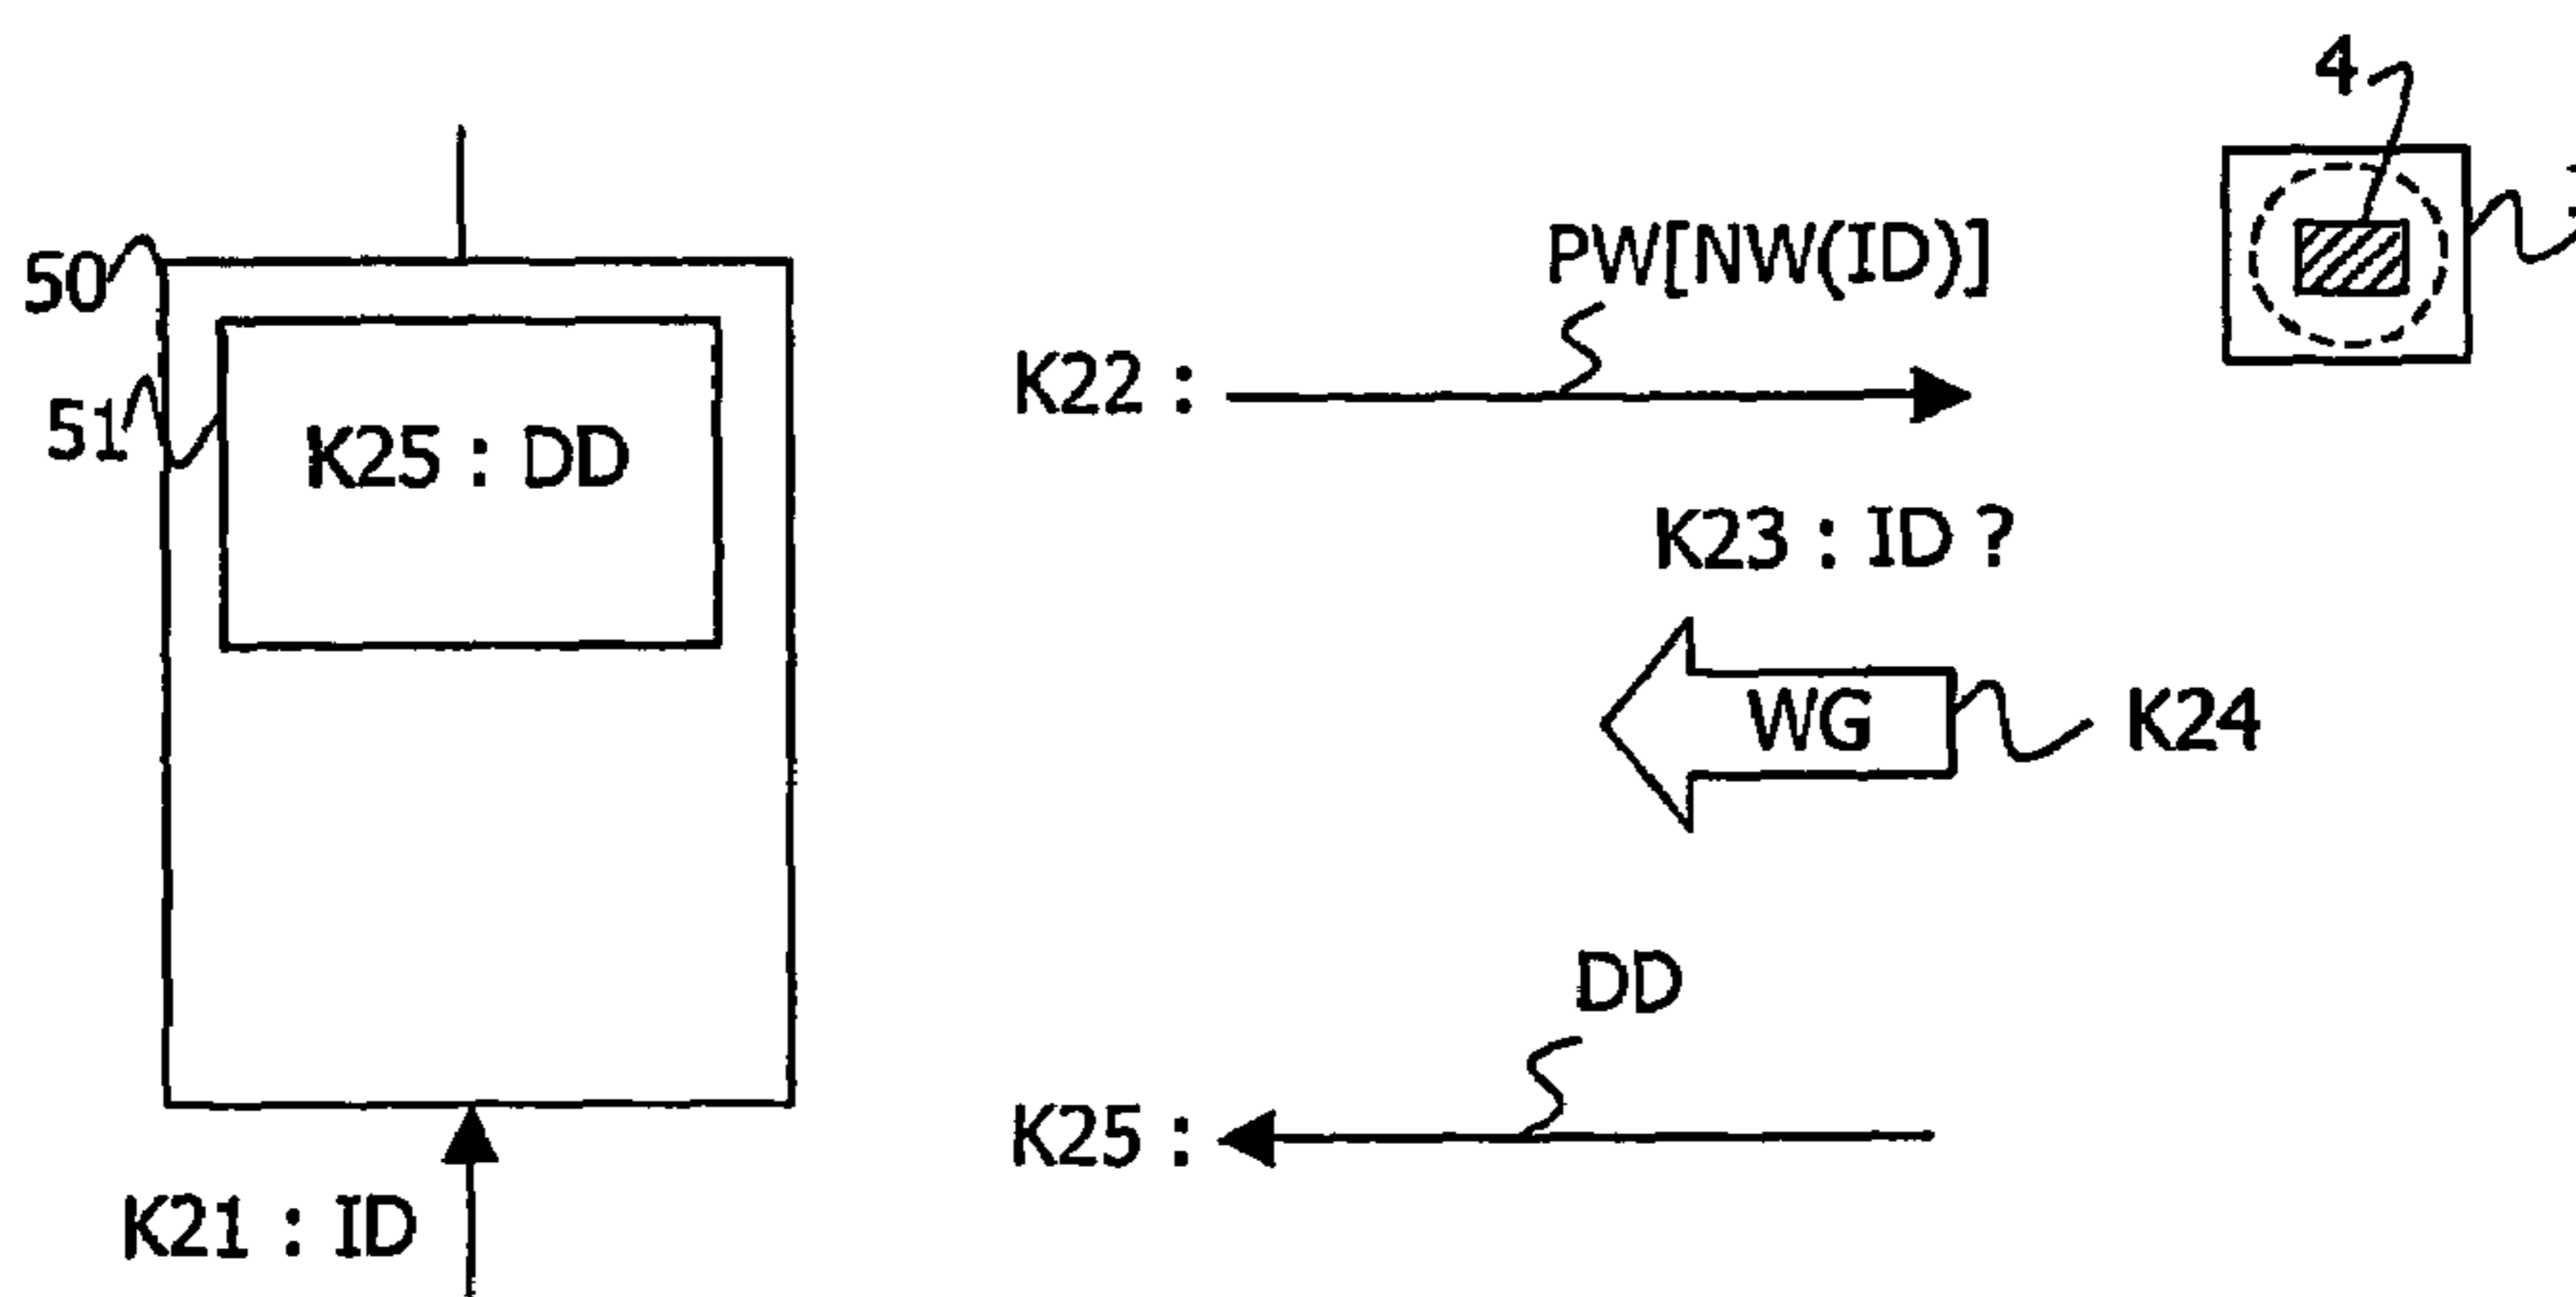 4
50
51
K25 : DD
PW[NW(ID)]
K22 :
K23 : ID ?
WG
K24
DD
K25 :
K21 : ID